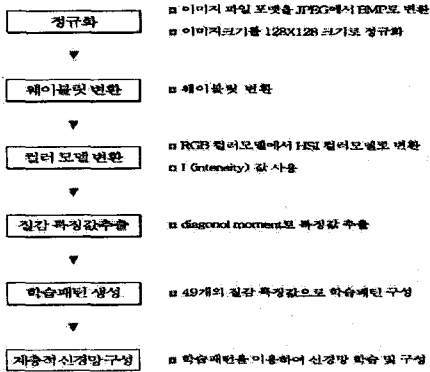 정규화
¤ 이미지 파일 포맷을 JPEG에서 BMP로 변환
¤ 이미지크기를 128X128 크기로 정규화
웨이블릿 변환
¤ 웨이블릿 변환
컬러 모델 변환
¤ RGB 컬러모델에서 HSI 컬러모델로 변환
¤ I (intensity) 값 사용
질감 특징값추출
¤ diagonol moment로 특징값 추출
학습패턴 생성
¤ 49개의 질감 특징값으로 학습패턴 구성
계층적신경망구성
¤ 학습패턴을 이용하여 신경망 학습 및 구성